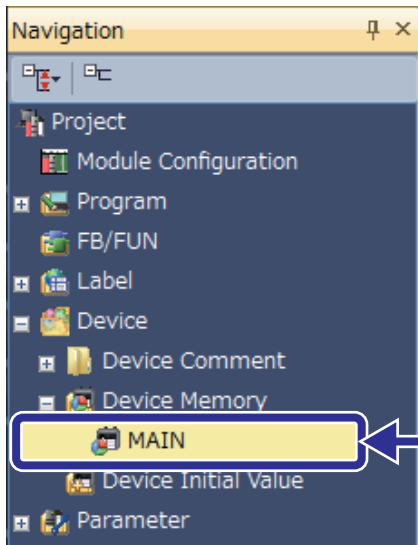 Navigation
Project
Module Configuration
Program
FB/FUN
Label
Device
Device Comment
Device Memory
MAIN
Device Initial Value
Parameter